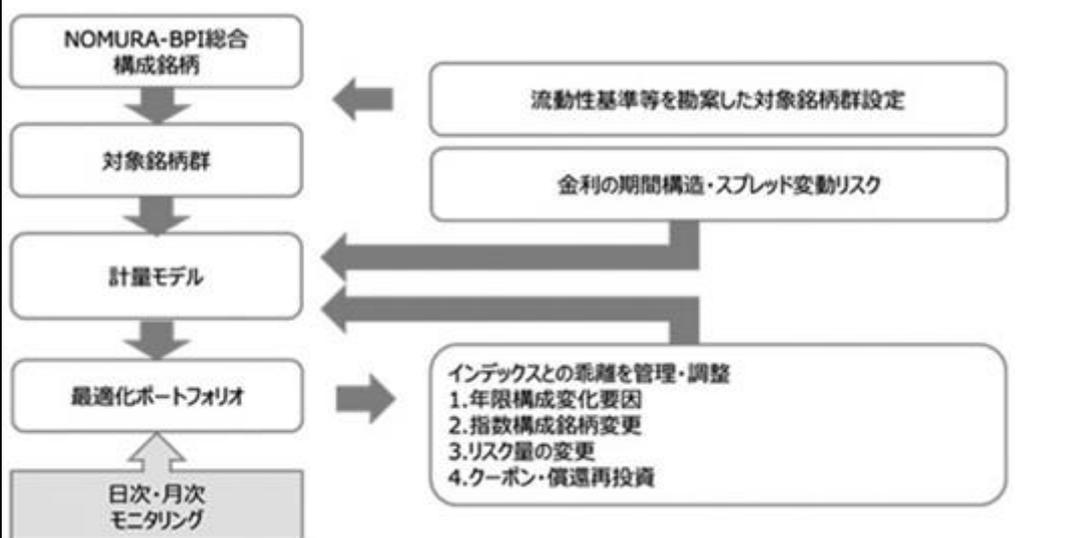 NOMURA-BPI総合
構成銘柄
流動性基準等を勘案した対象銘柄群設定
対象銘柄群
金利の期間構造・スプレッド変動リスク
計量モデル
最適化ポートフォリオ
インデックスとの乖離を管理・調整
1.年限構成変化要因
2.指数構成銘柄変更
3.リスク量の変更
4.クーポン・償還再投資
日次・月次
モニタリング